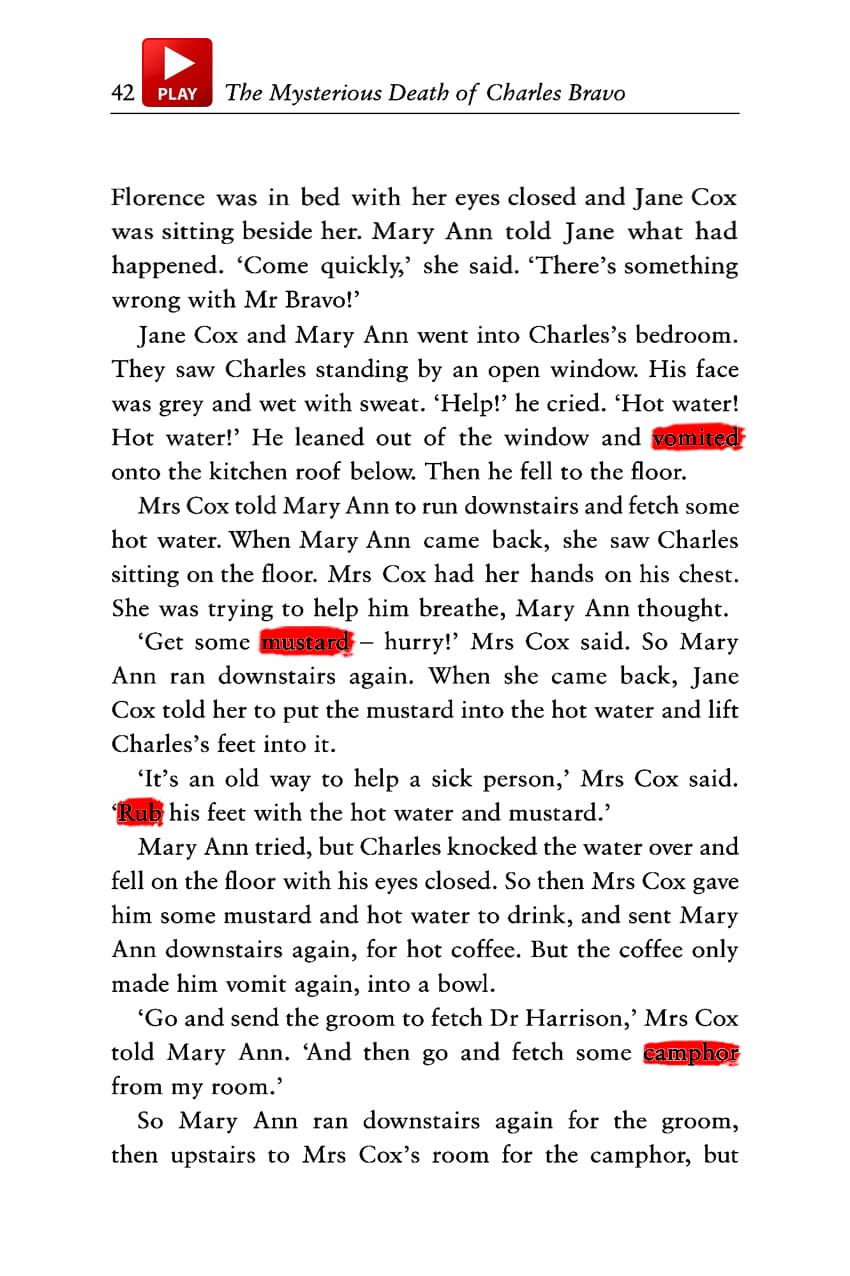 42 PLAY The Mysterious Death of Charles Bravo
Florence was in bed with her eyes closed and Jane Cox
was sitting beside her. Mary Ann told Jane what had
happened. ‘Come quickly,’ she said. ‘There’s something
wrong with Mr Bravo!’
Jane Cox and Mary Ann went into Charles’s bedroom.
They saw Charles standing by an open window. His face
was grey and wet with sweat. ‘Help!’ he cried. ‘Hot water!
Hot water!’ He leaned out of the window and vomited
onto the kitchen roof below. Then he fell to the floor.
Mrs Cox told Mary Ann to run downstairs and fetch some
hot water. When Mary Ann came back, she saw Charles
sitting on the floor. Mrs Cox had her hands on his chest.
She was trying to help him breathe, Mary Ann thought.
‘Get some mustard – hurry!’ Mrs Cox said. So Mary
Ann ran downstairs again. When she came back, Jane
Cox told her to put the mustard into the hot water and lift
Charles’s feet into it.
‘It’s an old way to help a sick person,’ Mrs Cox said.
‘Rub his feet with the hot water and mustard.’
Mary Ann tried, but Charles knocked the water over and
fell on the floor with his eyes closed. So then Mrs Cox gave
him some mustard and hot water to drink, and sent Mary
Ann downstairs again, for hot coffee. But the coffee only
made him vomit again, into a bowl.
‘Go and send the groom to fetch Dr Harrison,’ Mrs Cox
told Mary Ann. ‘And then go and fetch some camphor
from my room.’
So Mary Ann ran downstairs again for the groom,
then upstairs to Mrs Cox’s room for the camphor, but